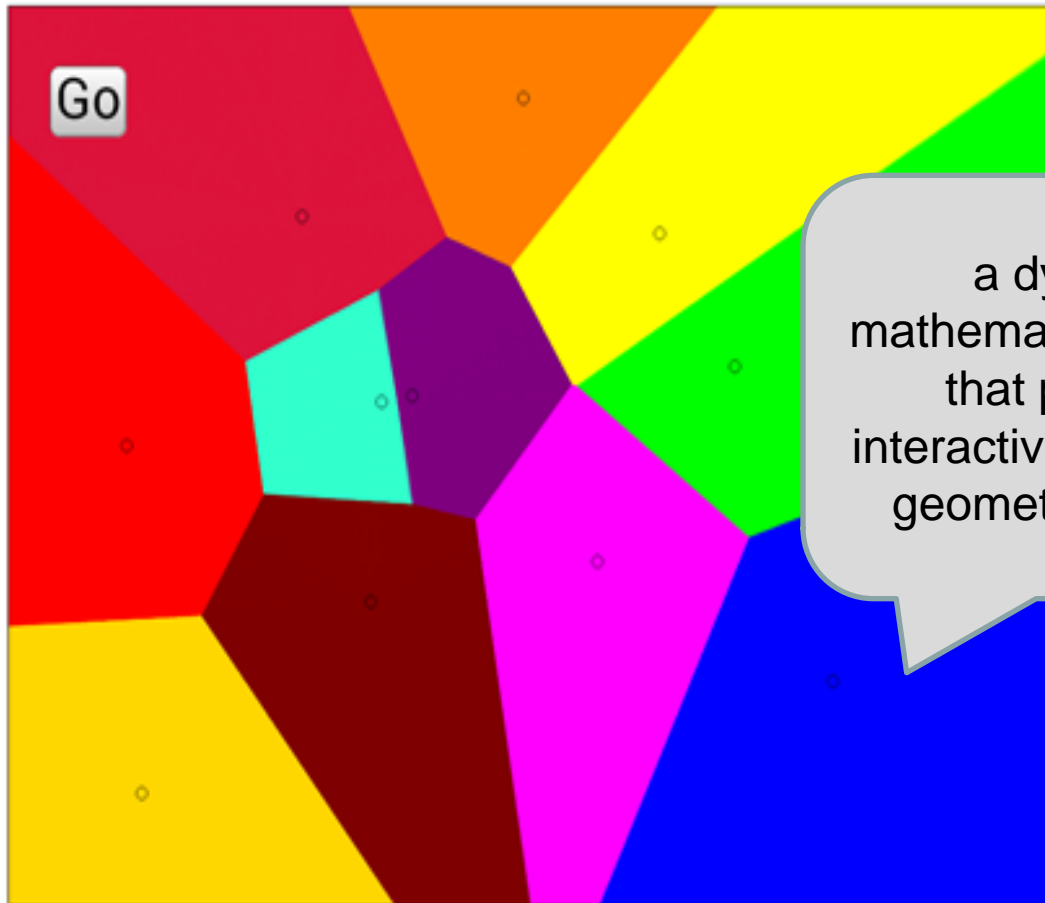 Go
a dy
mathema
that p
interactiv
geomet